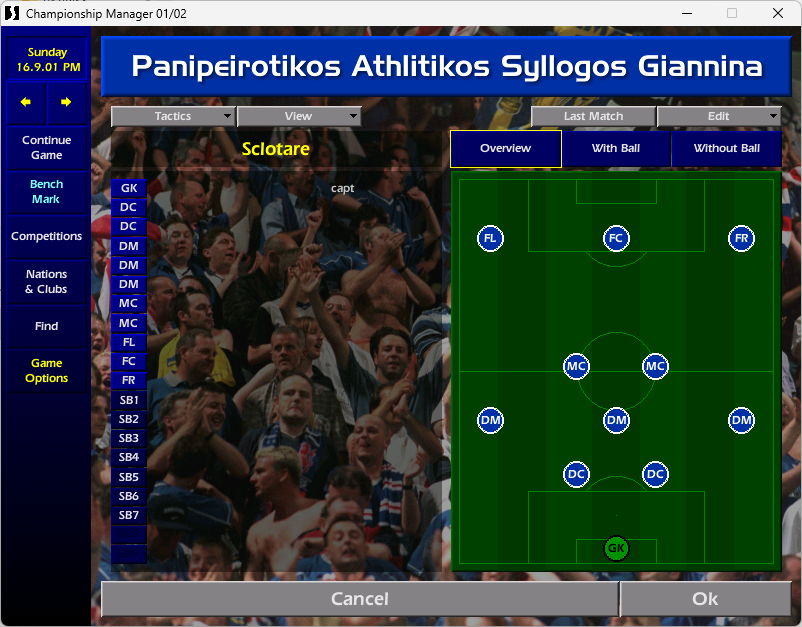 Championship Manager 01/02
Sunday
16.9.01 PM
Panipeirotikos Athlitikos Syllogos Giannina
Tactics
View
Last Match
Edit
Continue
Game
Bench
Mark
Competitions
Nations
& Clubs
Find
Game
Options
Sclotare
Overview
With Ball
Without Ball
GK
capt
DC
DC
DM
DM
DM
MC
MC
FL
FC
FR
SB1
SB2
SB3
SB4
SB5
SB6
SB7
FL FC FR
MC MC
DM DM DM
DC DC
GK
Cancel
Ok